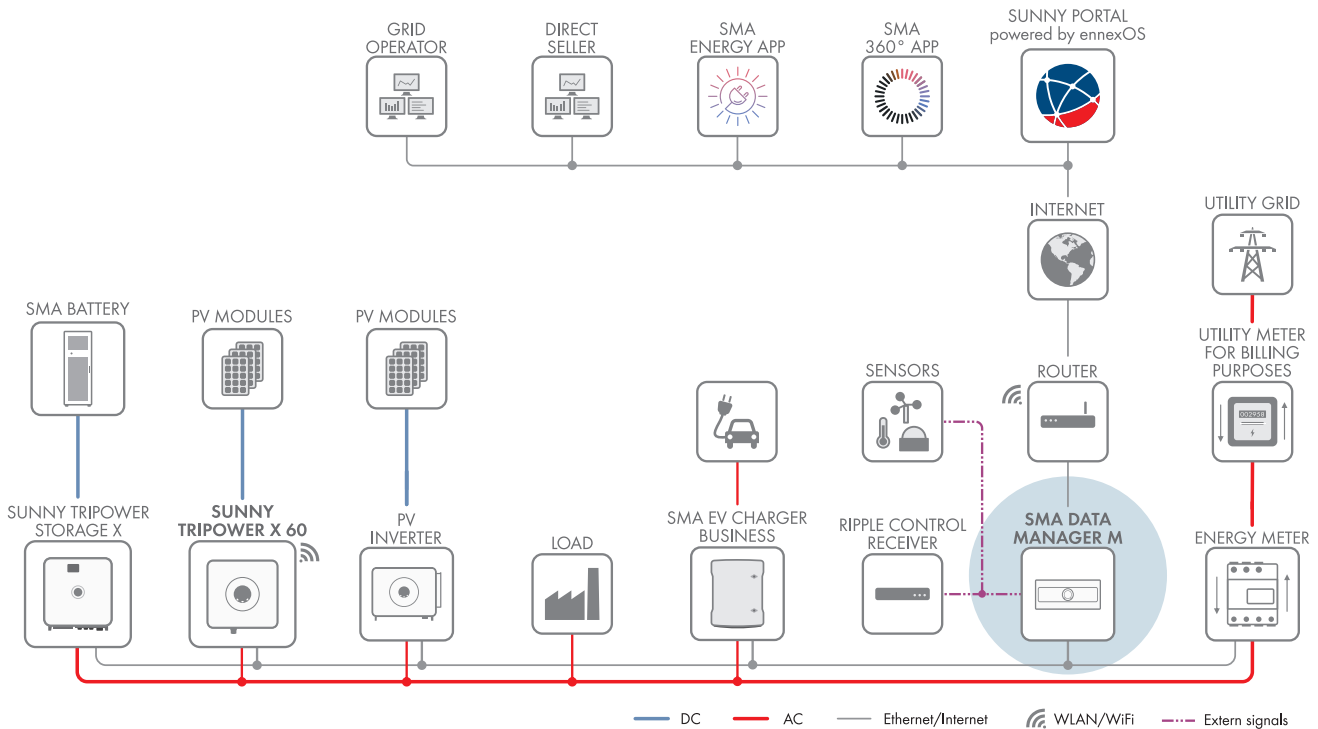 GRID
OPERATOR
DIRECT
SELLER
SMA
ENERGY APP
SMA
360° APP
SUNNY PORTAL
powered by ennexOS
INTERNET
UTILITY GRID
SMA BATTERY
PV MODULES
PV MODULES
SENSORS
ROUTER
UTILITY METER
FOR BILLING
PURPOSES
002958
SUNNY TRIPOWER
STORAGE X
SUNNY
TRIPOWER X 60
PV
INVERTER
LOAD
SMA EV CHARGER
BUSINESS
RIPPLE CONTROL
RECEIVER
SMA DATA
MANAGER M
ENERGY METER
DC
AC
Ethernet/Internet
WLAN/WiFi
Extern signals